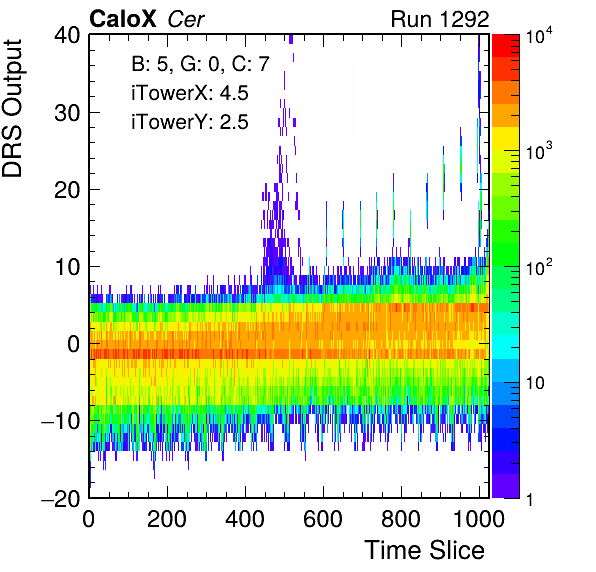 CaloX Cer Run 1292
B: 5, G: 0, C: 7
iTowerX: 4.5
iTowerY: 2.5
DRS Output
40
30
20
10
0
−10
−20
0 200 400 600 800 1000
Time Slice
10^4
10^3
10^2
10
1